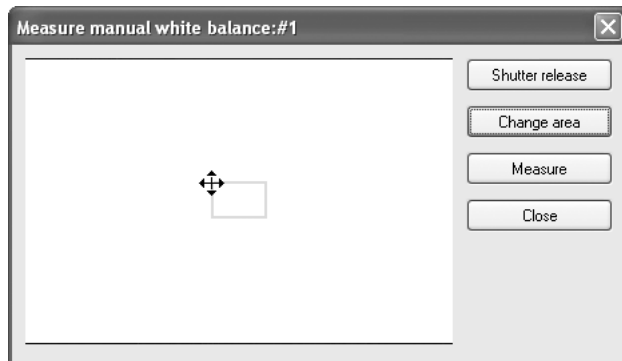 Measure manual white balance:#1
Shutter release
Change area
Measure
Close